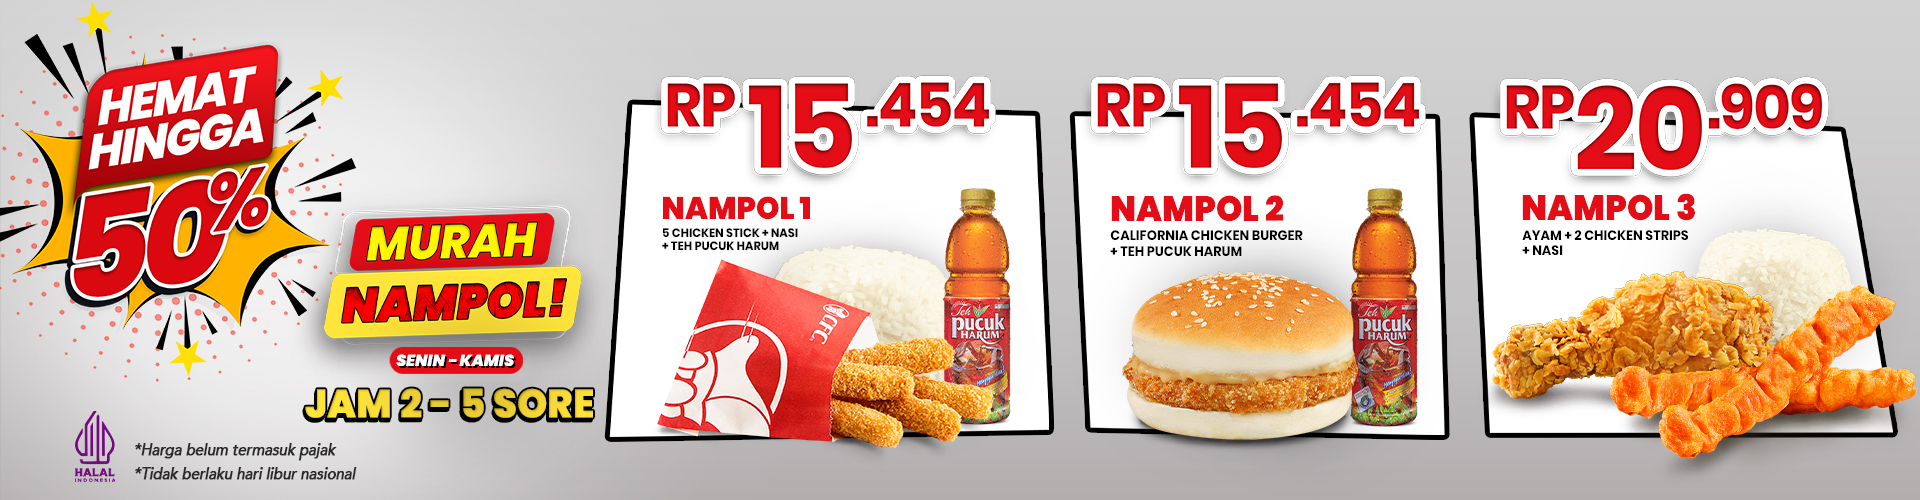 HEMAT
HINGGA
50%
MURAH
NAMPOL!
SENIN - KAMIS
JAM 2 - 5 SORE
HALAL
INDONESIA
*Harga belum termasuk pajak
*Tidak berlaku hari libur nasional
RP 15.454
NAMPOL 1
5 CHICKEN STICK + NASI
+ TEH PUCUK HARUM
CFC
Teh
pucuk
HARUM
RP 15.454
NAMPOL 2
CALIFORNIA CHICKEN BURGER
+ TEH PUCUK HARUM
Teh
pucuk
HARUM
RP 20.909
NAMPOL 3
AYAM + 2 CHICKEN STRIPS
+ NASI